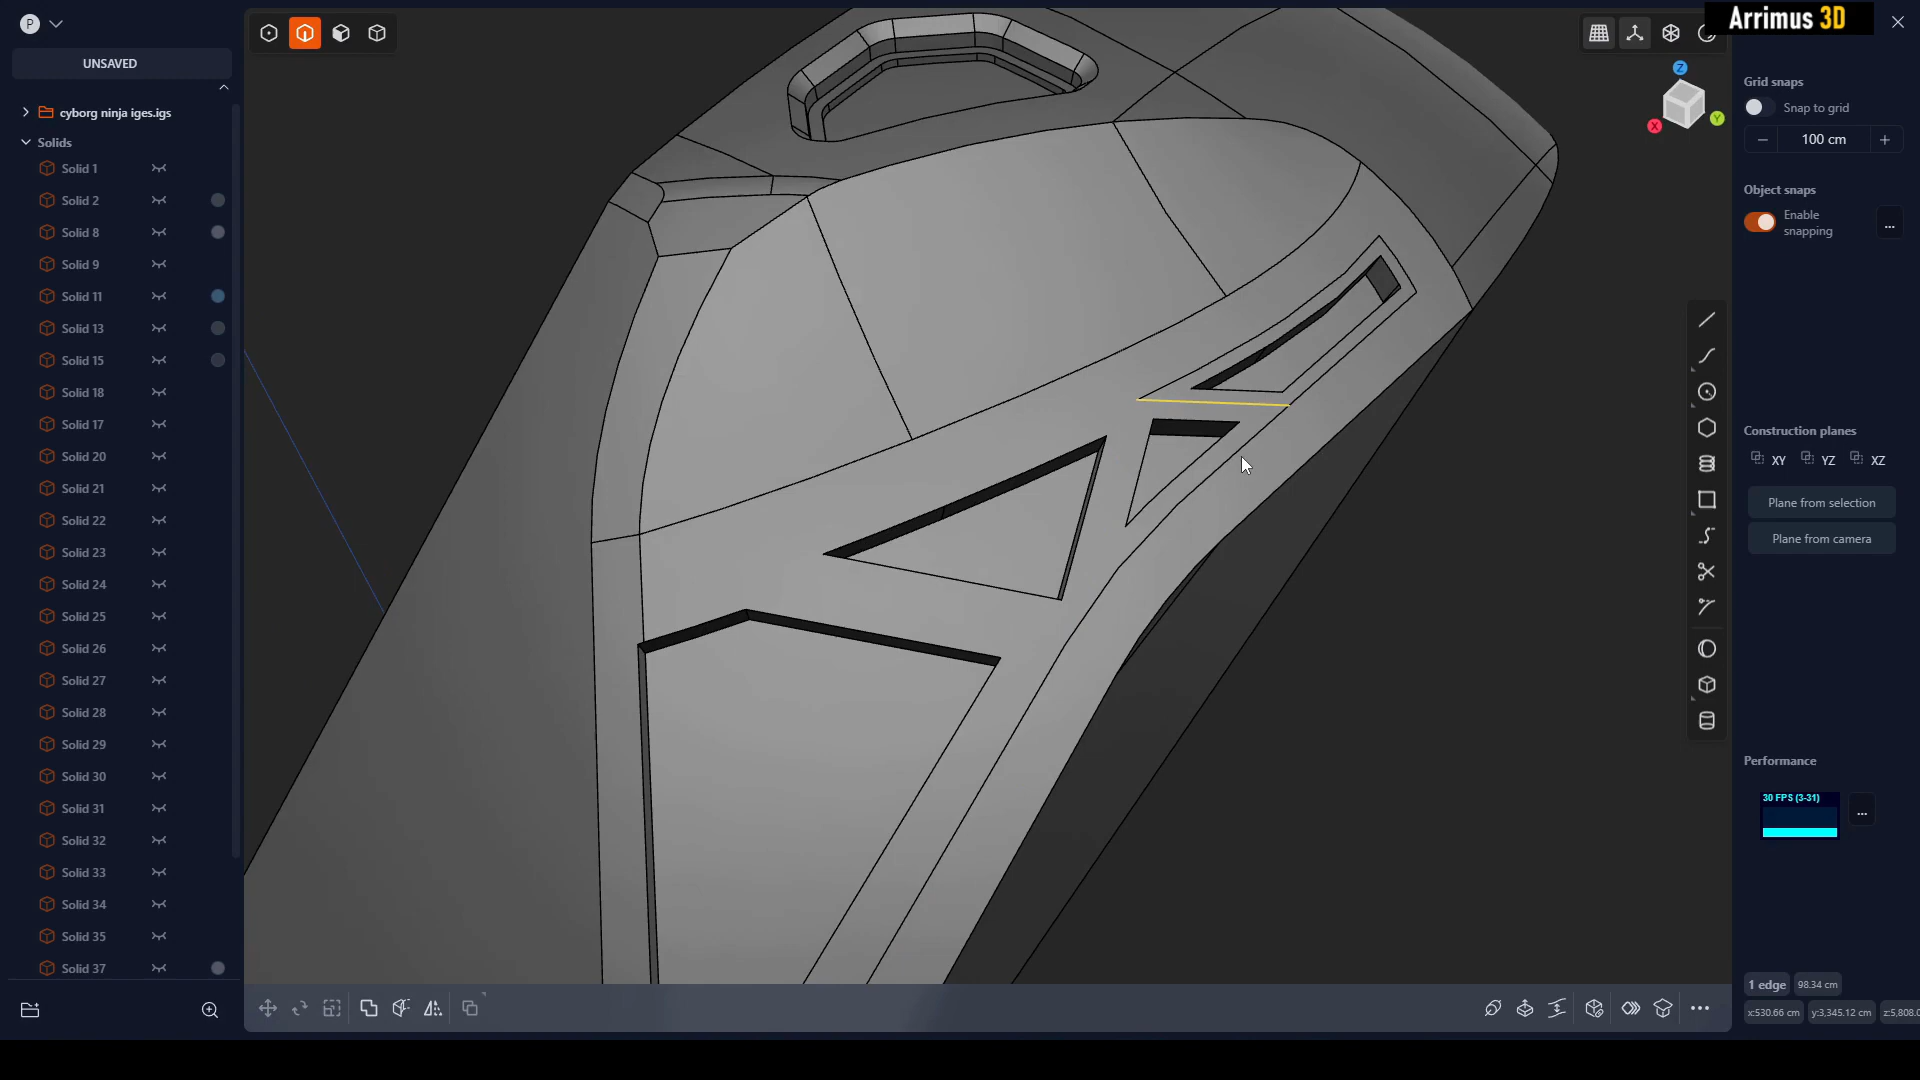 P
UNSAVED
cyborg ninja iges.igs
Solids
Solid 1
Solid 2
Solid 8
Solid 9
Solid 11
Solid 13
Solid 15
Solid 18
Solid 17
Solid 20
Solid 21
Solid 22
Solid 23
Solid 24
Solid 25
Solid 26
Solid 27
Solid 28
Solid 29
Solid 30
Solid 31
Solid 32
Solid 33
Solid 34
Solid 35
Solid 37
Arrimus 3D
Z
X
Y
Grid snaps
Snap to grid
100 cm
Object snaps
Enable
snapping
...
Construction planes
XY
YZ
XZ
Plane from selection
Plane from camera
Performance
30 FPS (3-31)
...
1 edge
98.34 cm
x:530.66 cm
y:3,345.12 cm
z:5,808.0